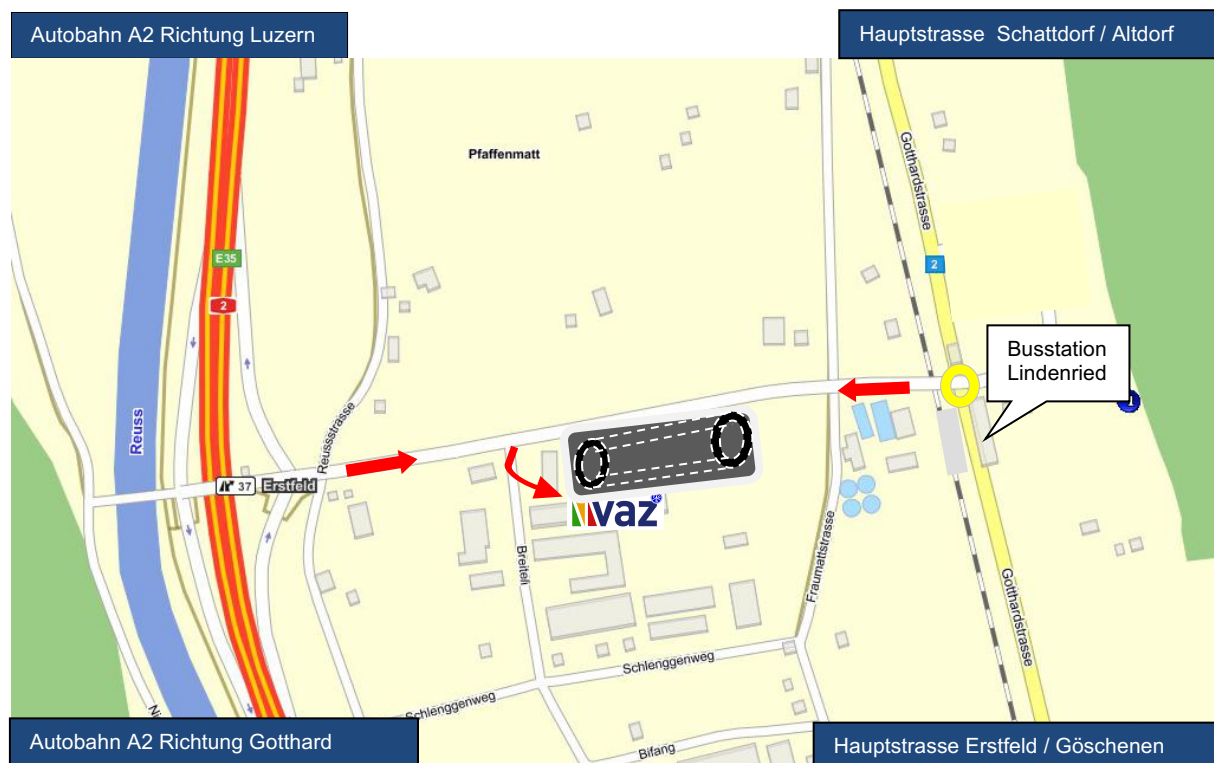 Autobahn A2 Richtung Luzern
Hauptstrasse Schattdorf / Altdorf
Pfaffenmatt
Gotthardstrasse
E35
2
2
Busstation
Lindenried
Reuss
Reussstrasse
37 Erstfeld
vaz
Breiteli
Fraumattstrasse
Gotthardstrasse
Schlenggenweg
Schlenggenweg
Bifang
Autobahn A2 Richtung Gotthard
Hauptstrasse Erstfeld / Göschenen